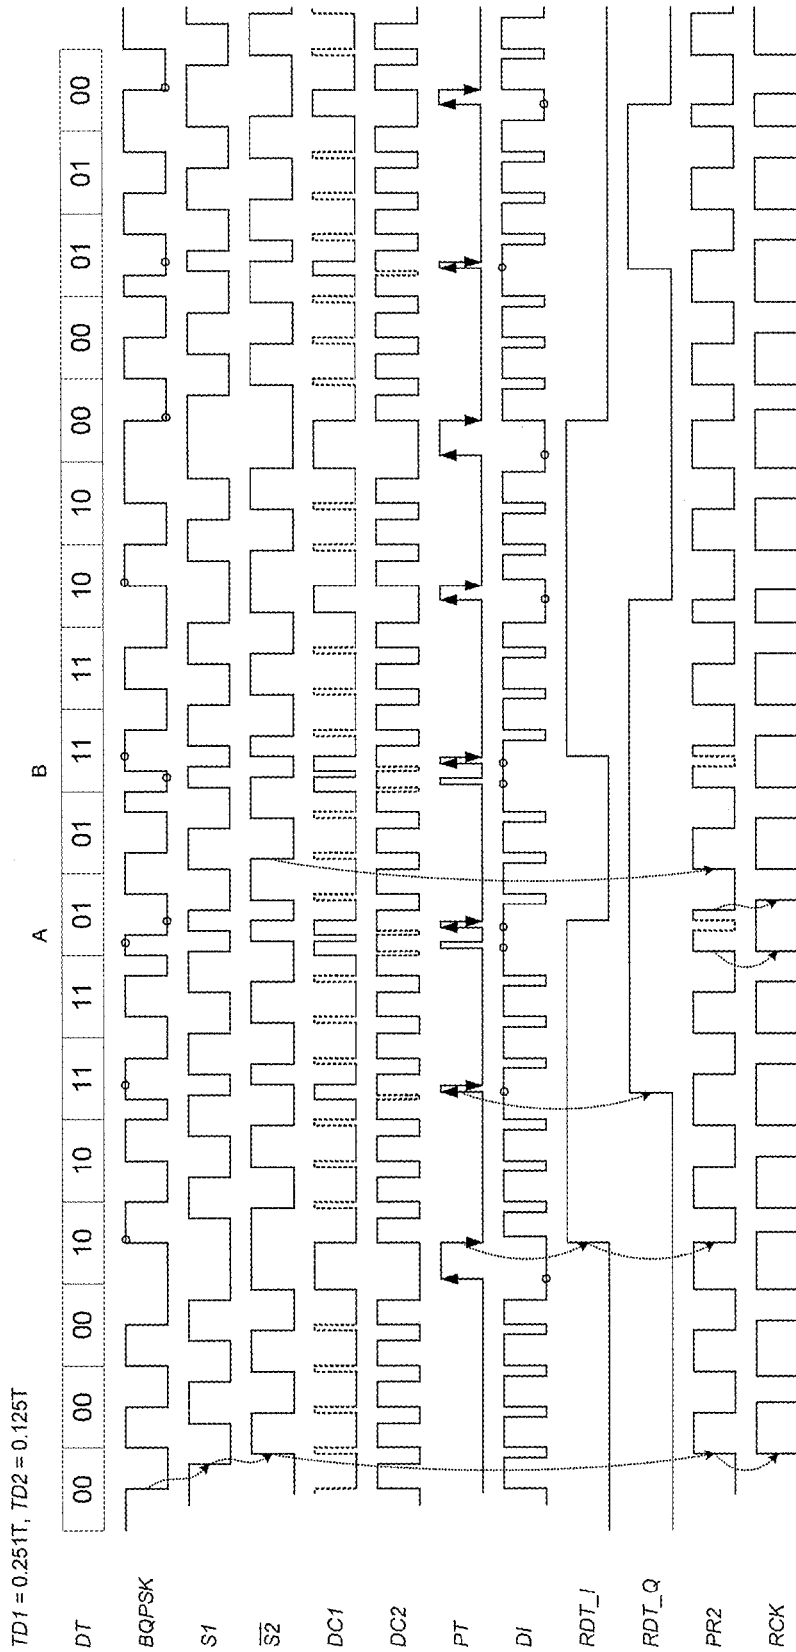 TD1 = 0.251T, TD2 = 0.125T
A B
DT 00 00 00 10 10 11 11 01 01 11 11 10 10 00 00 01 01 00
BQPSK
S1
S̅2̅
DC1
DC2
PT
DI
RDT_I
RDT_Q
PR2
RCK